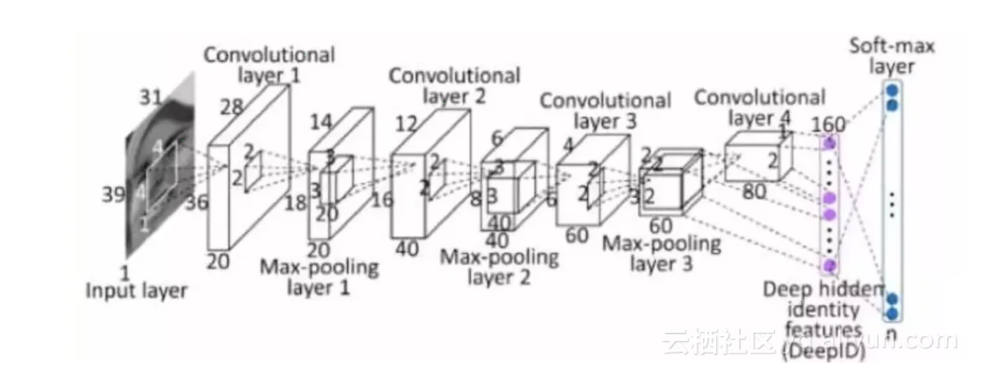 Convolutional
layer 1
Convolutional
layer 2
Convolutional
layer 3
Convolutional
layer 4
Soft-max
layer
31
39
4
4
1
1
Input layer
28
36
2
2
20
14
18
3
3
20
20
Max-pooling
layer 1
12
16
2
2
40
6
8
3
3
40
40
Max-pooling
layer 2
4
6
2
2
60
2
3
2
2
60
Max-pooling
layer 3
1
2
80
160
Deep hidden
identity
features
(DeepID)
n
云栖社区